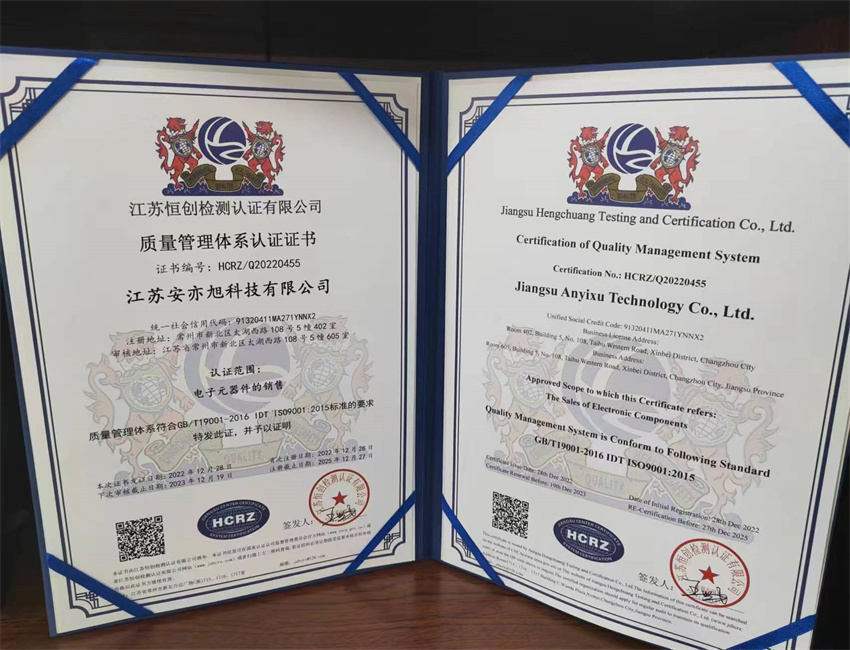 QUALITY
江苏恒创检测认证有限公司
质量管理体系认证证书
证书编号：HCRZ/Q20220455
江苏安亦旭科技有限公司
统一社会信用代码：91320411MA271YNNX2
注册地址：常州市新北区太湖西路108号5幢402室
审核地址：江苏省常州市新北区太湖西路108号5幢605室
认证范围：
电子元器件的销售
质量管理体系符合GB/T19001-2016 IDT ISO9001:2015标准的要求
特发此证，并予以证明
本次证书发出日期：2022年12月28日
首次注册日期：2022年12月28日
下次审核截止日期：2023年12月19日
注册截止日期：2025年12月27日
HCRZ
签发人：
Jiangsu Hengchuang Testing and Certification Co., Ltd.
Certification of Quality Management System
Certification No.: HCRZ/Q20220455
Jiangsu Anyixu Technology Co., Ltd.
Unified Social Credit Code: 91320411MA271YNNX2
Business License Address:
Room 402, Building 5, No. 108, Taihu Western Road, Xinbei District, Changzhou City
Business Address:
Room 605, Building 5, No. 108, Taihu Western Road, Xinbei District, Changzhou City, Jiangsu Province
Approved Scope to which this Certificate refers:
The Sales of Electronic Components
Quality Management System is Conform to Following Standard
GB/T19001-2016 IDT ISO9001:2015
Certificate Issue Date: 28th Dec 2022
Certificate Renewal Before: 19th Dec 2023
Date of Initial Registration: 28th Dec 2022
RE-Certification Before: 27th Dec 2025
JIANGSU CENTER CERTIFICATE
HCRZ
SYSTEM CERTIFICATION
签发人：